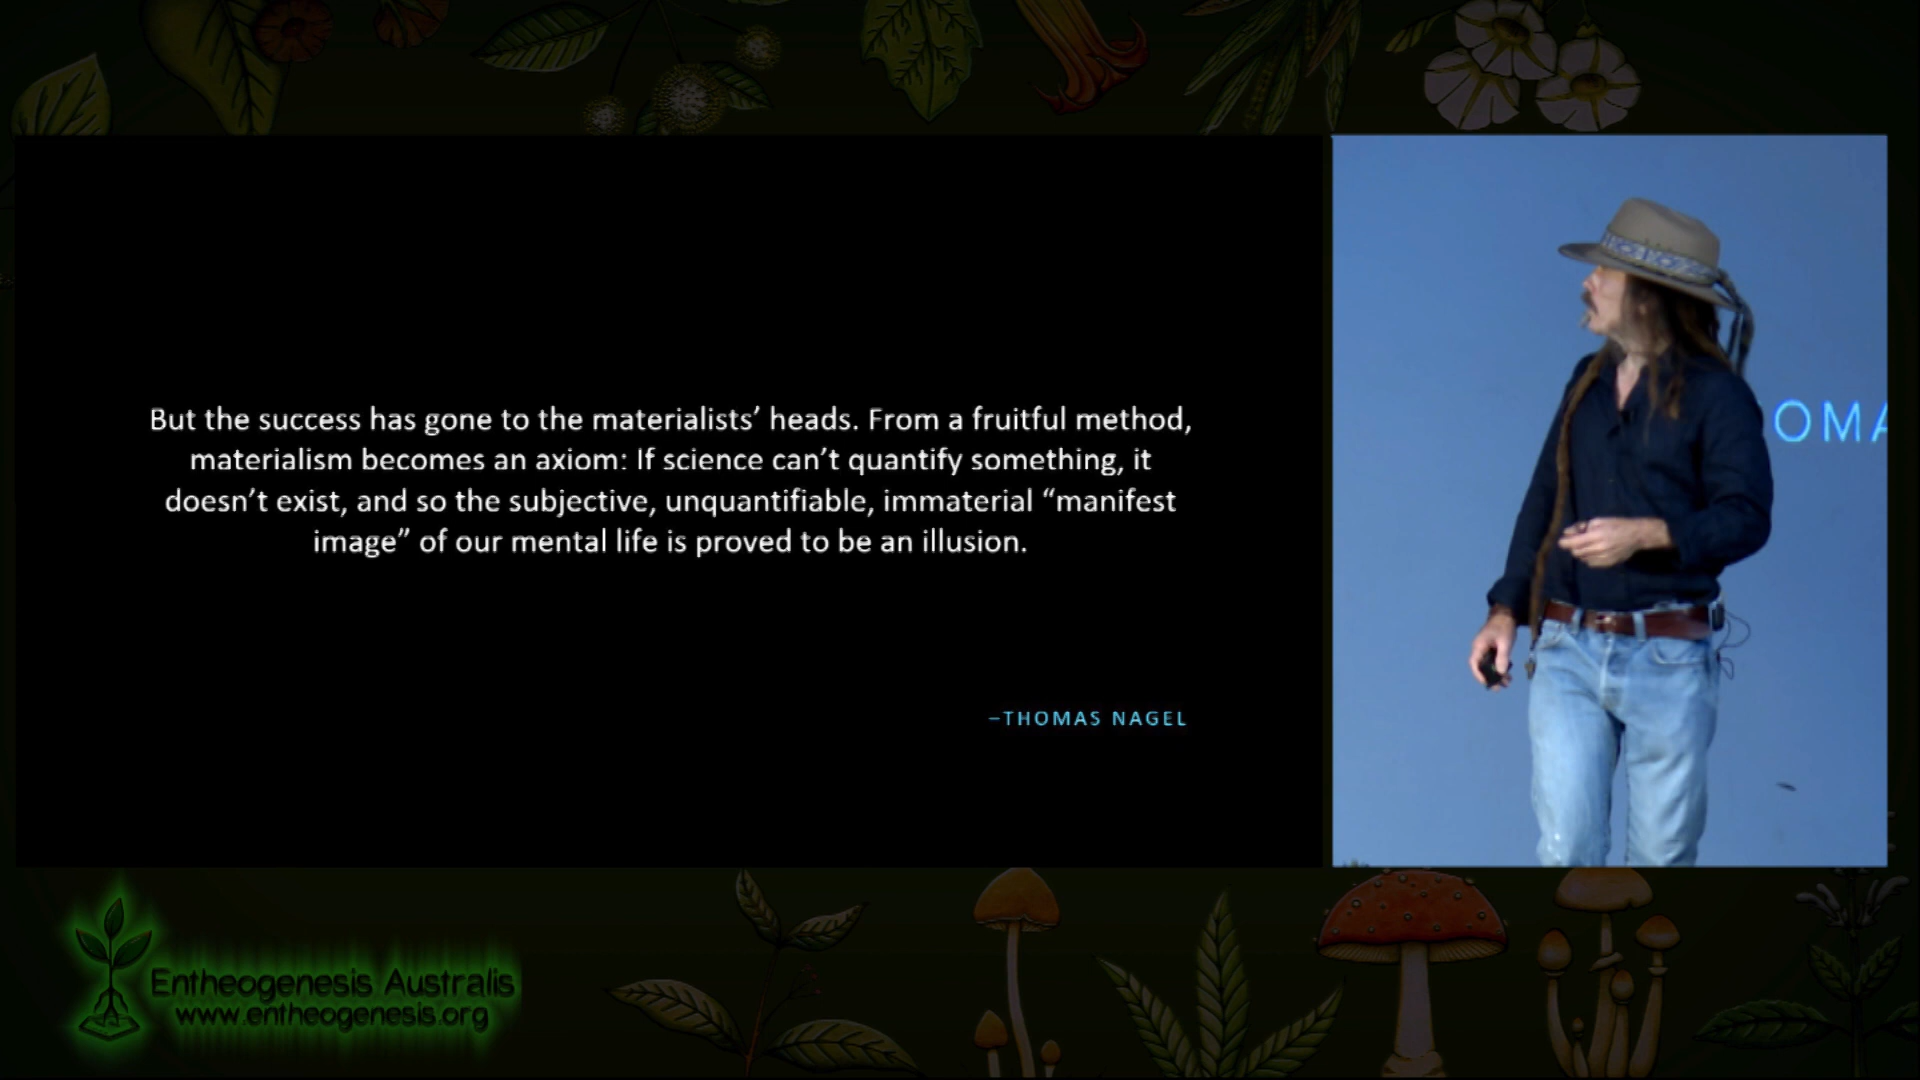 But the success has gone to the materialists’ heads. From a fruitful method,
materialism becomes an axiom: If science can’t quantify something, it
doesn’t exist, and so the subjective, unquantifiable, immaterial “manifest
image” of our mental life is proved to be an illusion.
–THOMAS NAGEL
OMA
Entheogenesis Australis
www.entheogenesis.org